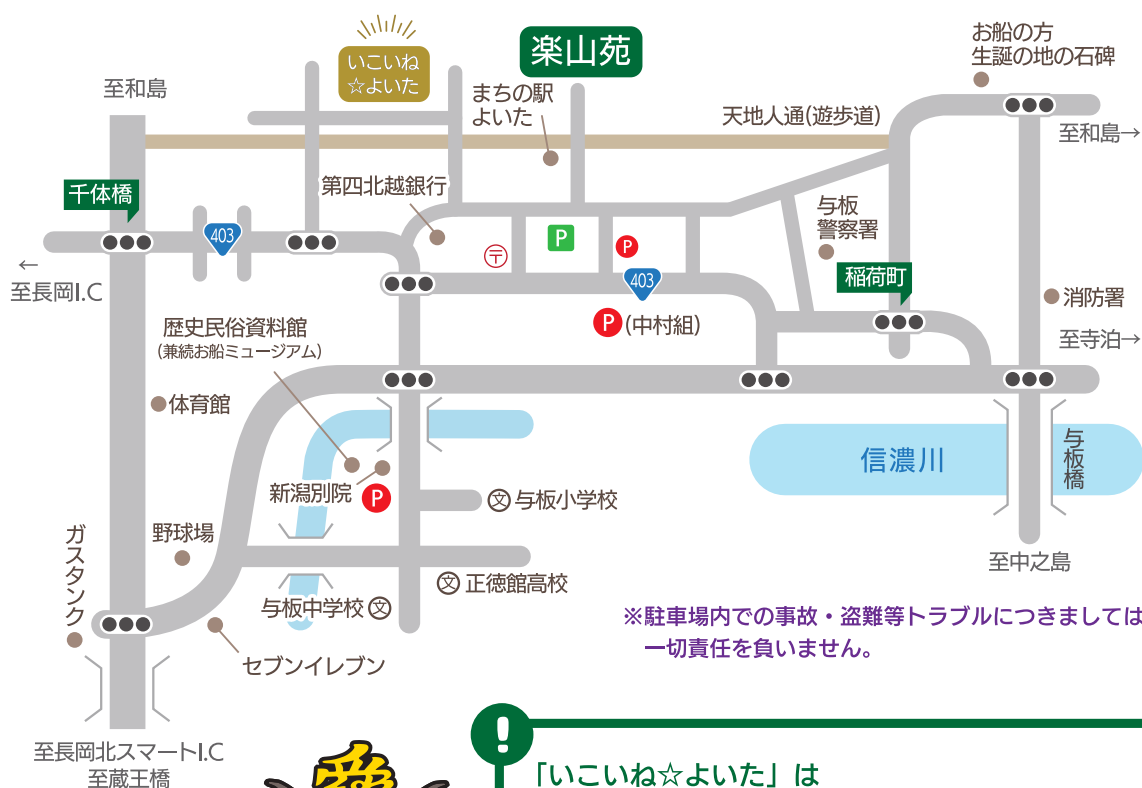 お船の方
生誕の地の石碑
楽山苑
いこいね
☆よいた
至和島
まちの駅
よいた
天地人通(遊歩道)
至和島→
第四北越銀行
千体橋
与板
警察署
403
P
P
〒
←
至長岡I.C
403
稲荷町
消防署
歴史民俗資料館
(兼続お船ミュージアム)
P(中村組)
至寺泊→
体育館
与板橋
信濃川
新潟別院
P
文 与板小学校
ガスタンク
野球場
至中之島
文 正徳館高校
与板中学校 文
※駐車場内での事故・盗難等トラブルにつきましては
一切責任を負いません。
セブンイレブン
!
至長岡北スマートI.C
至蔵王橋
愛
「いこいね☆よいた」は